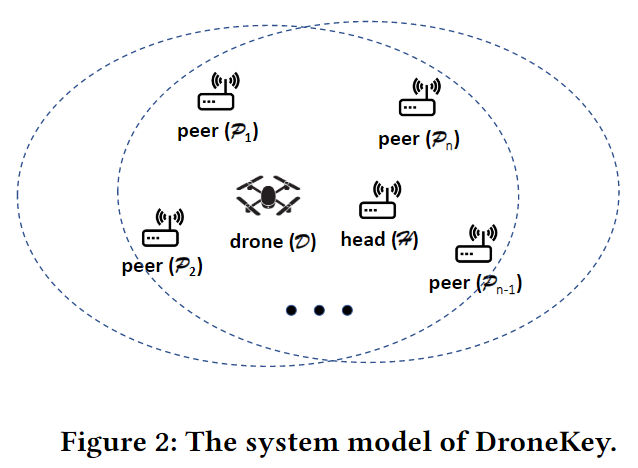 peer (𝒫1)
peer (𝒫n)
drone (𝒟)
head (ℋ)
peer (𝒫2)
peer (𝒫n-1)
Figure 2: The system model of DroneKey.